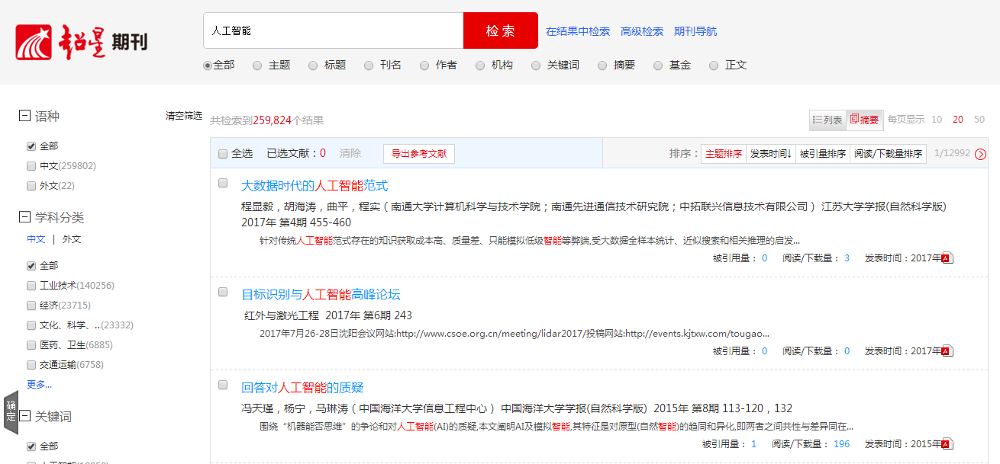 超星 期刊
人工智能
检 索
在结果中检索 高级检索 期刊导航
全部 主题 标题 刊名 作者 机构 关键词 摘要 基金 正文
语种
清空筛选
全部
中文(259802)
外文(22)
学科分类
中文 | 外文
全部
工业技术(140256)
经济(23715)
文化、科学、..(23332)
医药、卫生(6885)
交通运输(6758)
更多...
确定
关键词
全部
共检索到259,824个结果
列表 摘要 每页显示 10 20 50
全选 已选文献：0 清除 导出参考文献
排序： 主题排序 发表时间↓ 被引量排序 阅读/下载量排序 1/12992
大数据时代的人工智能范式
程显毅，胡海涛，曲平，程实（南通大学计算机科学与技术学院；南通先进通信技术研究院；中拓联兴信息技术有限公司） 江苏大学学报(自然科学版)
2017年 第4期 455-460
针对传统人工智能范式存在的知识获取成本高、质量差、只能模拟低级智能等弊端,受大数据全样本统计、近似搜索和相关推理的启发...
被引用量： 0 阅读/下载量： 3 发表时间：2017年
目标识别与人工智能高峰论坛
红外与激光工程 2017年 第6期 243
2017年7月26-28日沈阳会议网站:http://www.csoe.org.cn/meeting/lidar2017/投稿网站:http://events.kjtxw.com/tougao...
被引用量： 0 阅读/下载量： 0 发表时间：2017年
回答对人工智能的质疑
冯天瑾，杨宁，马琳涛（中国海洋大学信息工程中心） 中国海洋大学学报(自然科学版) 2015年 第8期 113-120，132
围绕“机器能否思维”的争论和对人工智能(AI)的质疑,本文阐明AI及模拟智能,其特征是对原型(自然智能)的趋同和异化,即两者之间共性与差异同在...
被引用量： 1 阅读/下载量： 196 发表时间：2015年